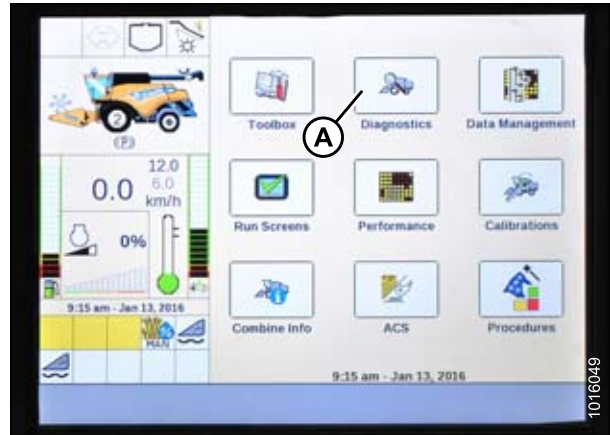 2
(P)
12.0
6.0
km/h
0.0
0%
9:15 am - Jan 13, 2016
MAN
Toolbox
Diagnostics
Data Management
A
Run Screens
Performance
Calibrations
Combine Info
ACS
Procedures
9:15 am - Jan 13, 2016
1016049